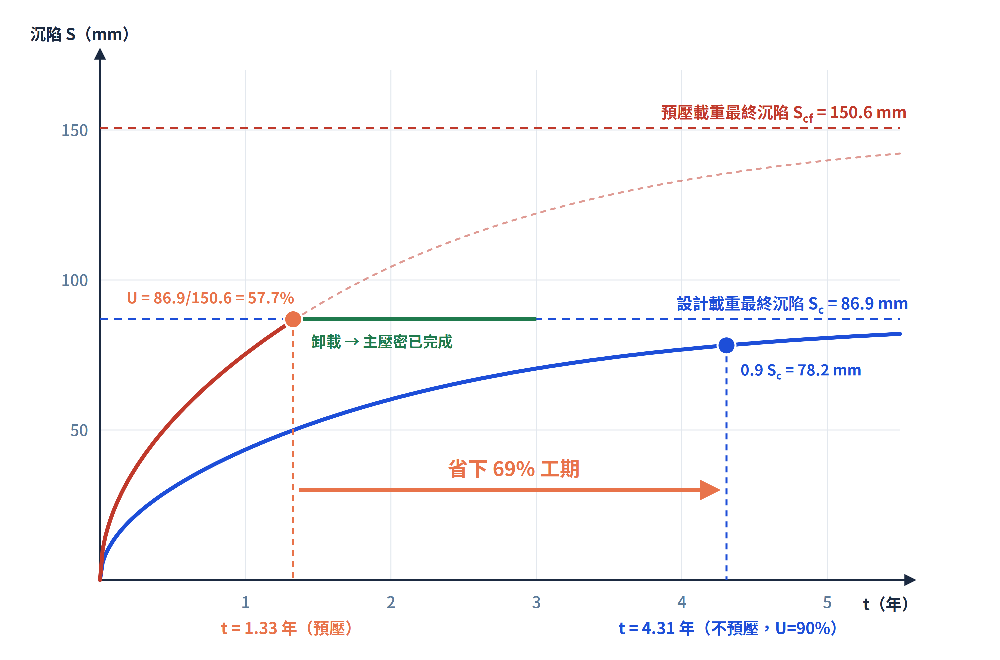 沉陷 S（mm）
預壓載重最終沉陷 Scf = 150.6 mm
150
100
U = 86.9/150.6 = 57.7%
設計載重最終沉陷 Sc = 86.9 mm
卸載 → 主壓密已完成
0.9 Sc = 78.2 mm
50
省下 69% 工期
1
2
3
4
5
t（年）
t = 1.33 年（預壓）
t = 4.31 年（不預壓，U=90%）